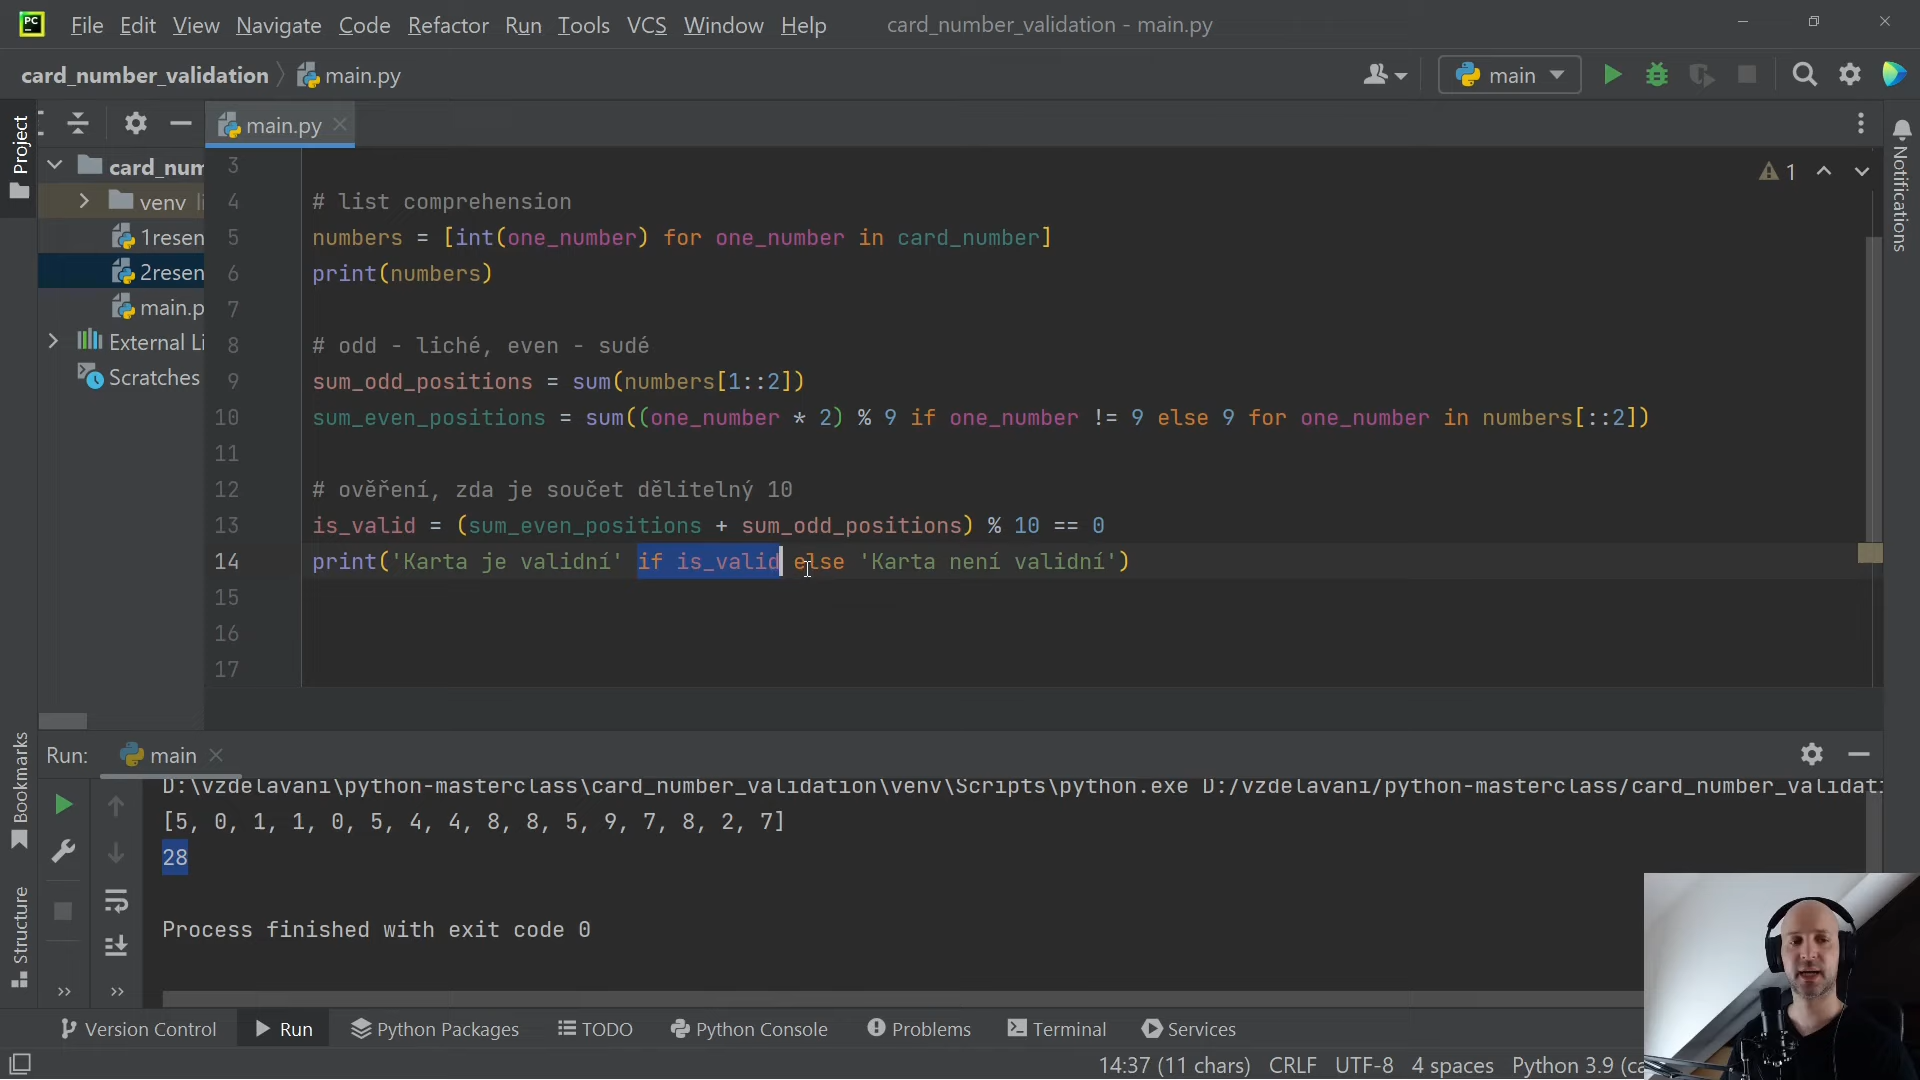 File Edit View Navigate Code Refactor Run Tools VCS Window Help card_number_validation - main.py
card_number_validation main.py main
Project
main.py
card_num
venv
1resen
2resen
main.p
External Li
Scratches
1
Notifications
3
4 # list comprehension
5 numbers = [int(one_number) for one_number in card_number]
6 print(numbers)
7
8 # odd - liché, even - sudé
9 sum_odd_positions = sum(numbers[1::2])
10 sum_even_positions = sum((one_number * 2) % 9 if one_number != 9 else 9 for one_number in numbers[::2])
11
12 # ověření, zda je součet dělitelný 10
13 is_valid = (sum_even_positions + sum_odd_positions) % 10 == 0
14 print('Karta je validní' if is_valid else 'Karta není validní')
15
16
17
Bookmarks
Structure
Run: main
D:\vzdelavani\python-masterclass\card_number_validation\venv\Scripts\python.exe D:/vzdelavani/python-masterclass/card_number_validati
[5, 0, 1, 1, 0, 5, 4, 4, 8, 8, 5, 9, 7, 8, 2, 7]
28
Process finished with exit code 0
Version Control Run Python Packages TODO Python Console Problems Terminal Services
14:37 (11 chars) CRLF UTF-8 4 spaces Python 3.9 (ca